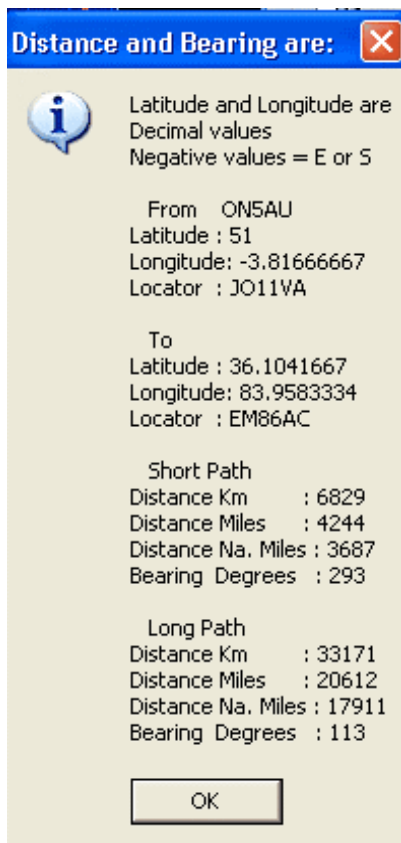 Distance and Bearing are:
Latitude and Longitude are
Decimal values
Negative values = E or S
From ON5AU
Latitude : 51
Longitude: -3.81666667
Locator : JO11VA
To
Latitude : 36.1041667
Longitude: 83.9583334
Locator : EM86AC
Short Path
Distance Km : 6829
Distance Miles : 4244
Distance Na. Miles : 3687
Bearing Degrees : 293
Long Path
Distance Km : 33171
Distance Miles : 20612
Distance Na. Miles : 17911
Bearing Degrees : 113
OK